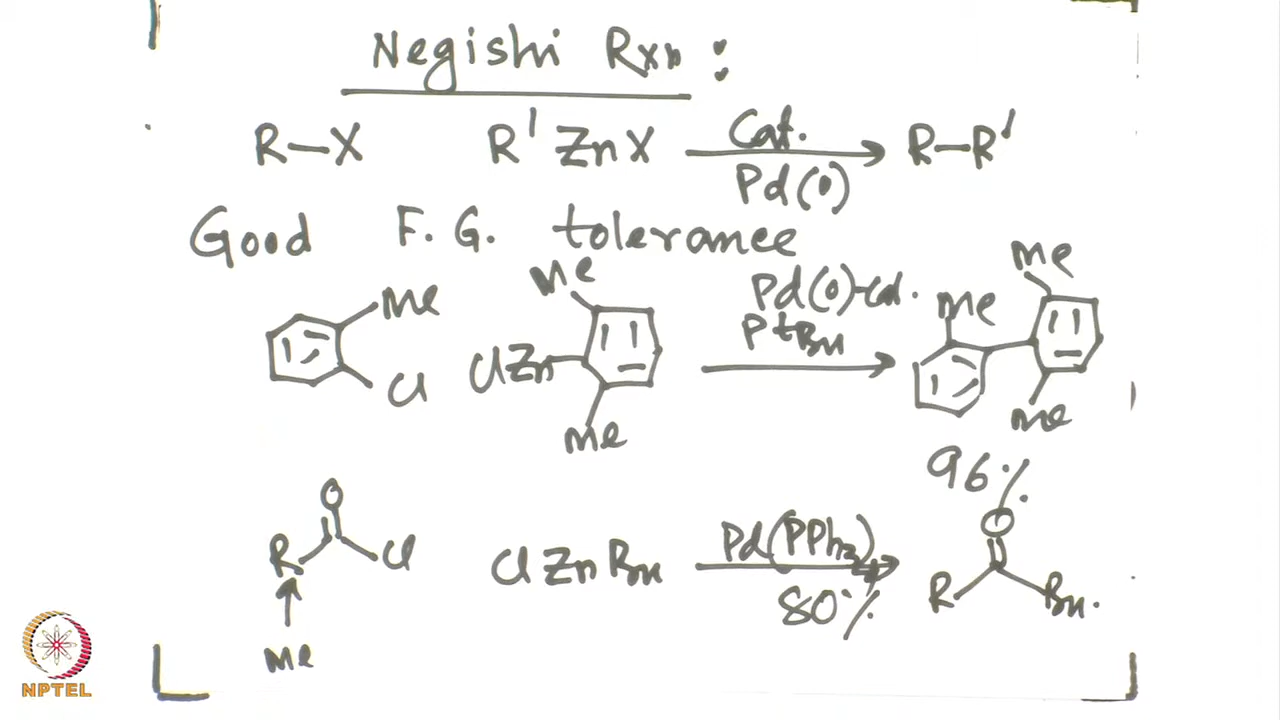 Negishi Rxn :
R–X R' ZnX Cat. Pd(0) R–R'
Good F. G. tolerance
Me Cl ClZn Me Me Pd(0)-Cat. PtBu Me Me Me
96%
R O Cl ClZnBu Pd(PPh3)4 80% R O Bu.
Me
NPTEL